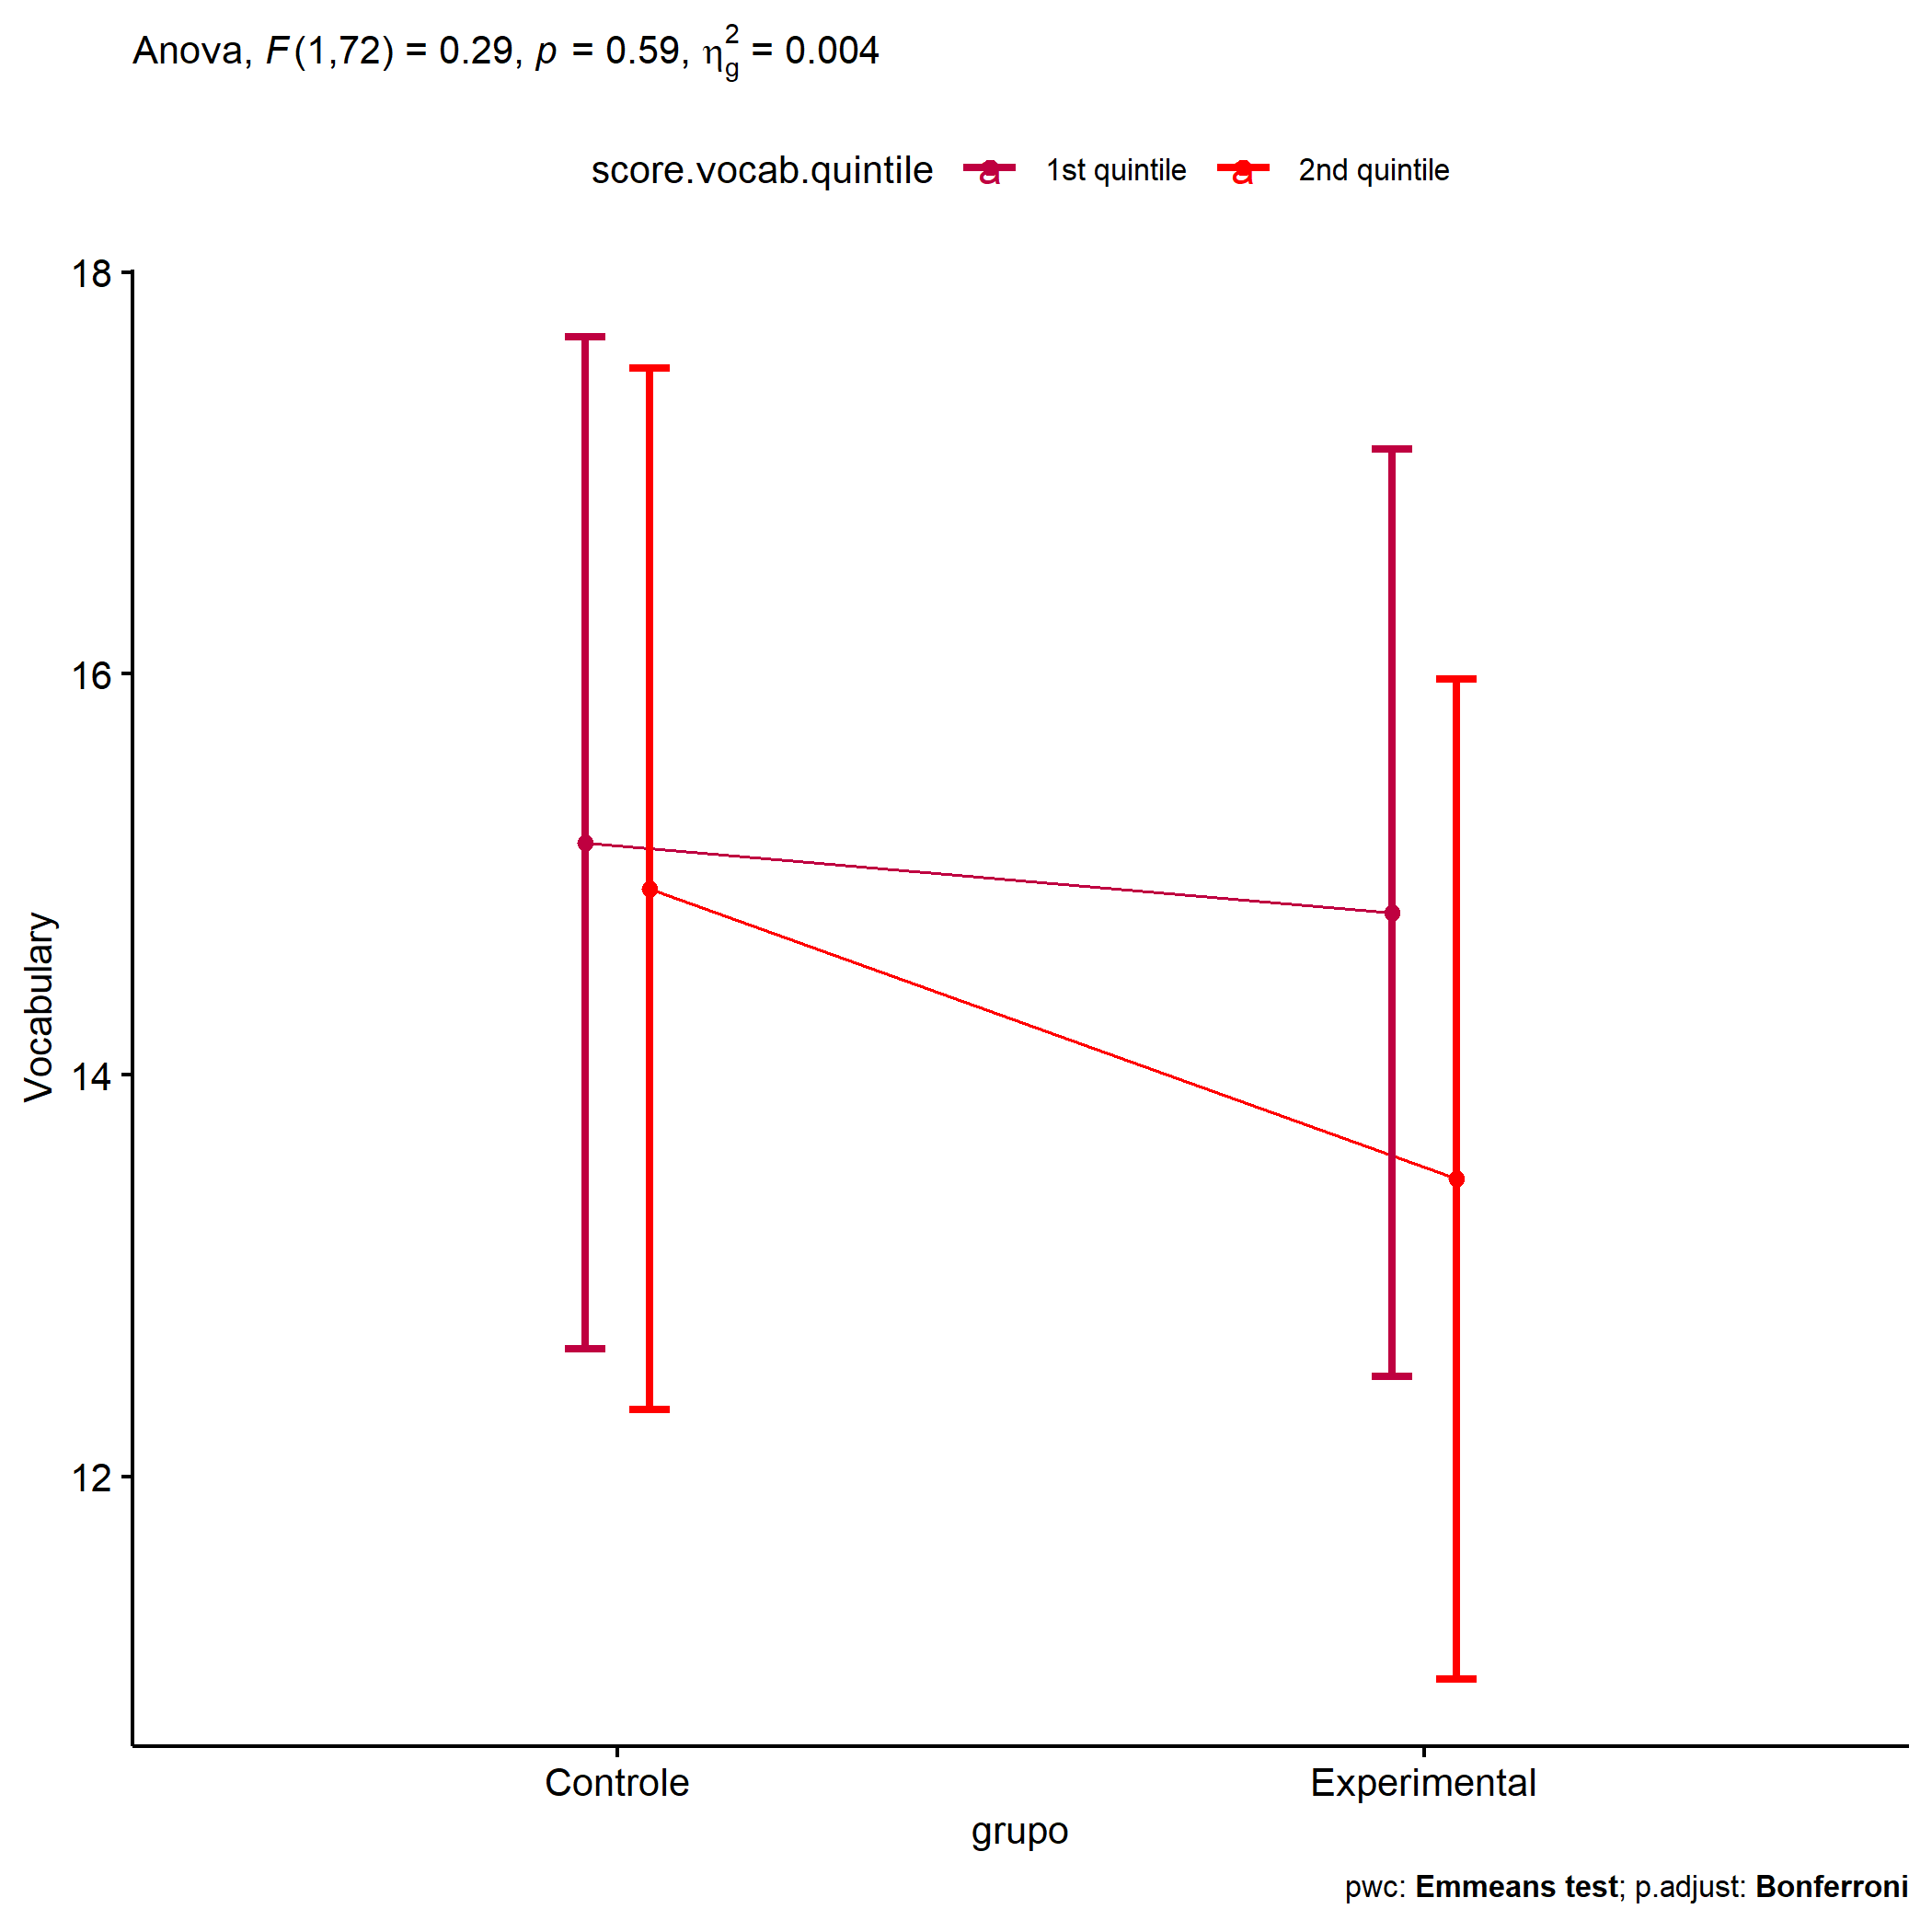 Anova, F(1,72) = 0.29, p = 0.59, η²g = 0.004
score.vocab.quintile a 1st quintile a 2nd quintile
18
16
14
12
Vocabulary
Controle Experimental
grupo
pwc: Emmeans test; p.adjust: Bonferroni